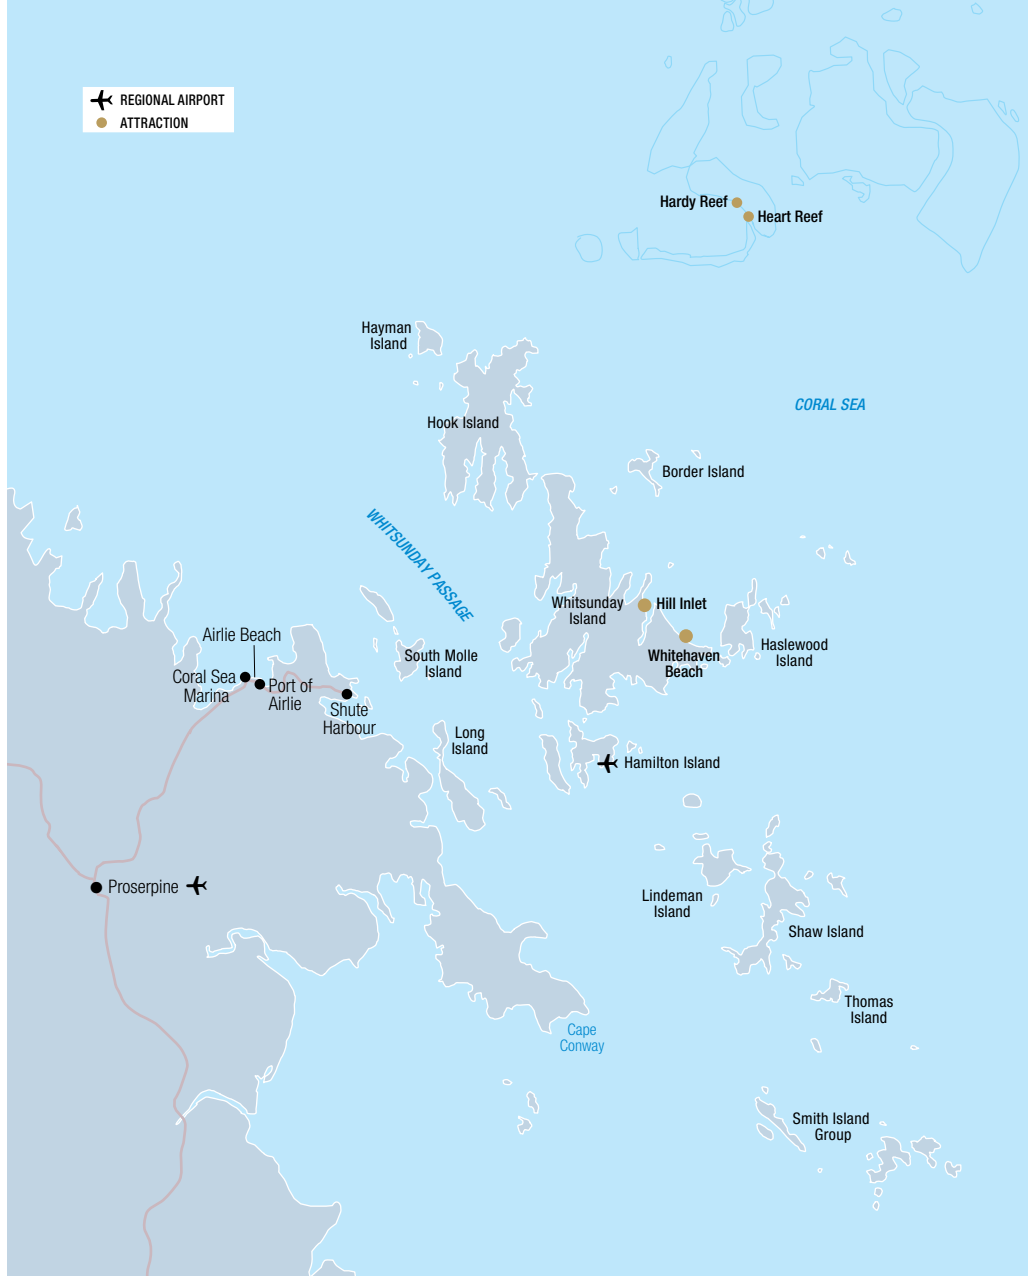 REGIONAL AIRPORT
ATTRACTION
Hardy Reef
Heart Reef
Hayman
Island
CORAL SEA
Hook Island
Border Island
WHITSUNDAY PASSAGE
Whitsunday
Island
Hill Inlet
Airlie Beach
South Molle
Island
Whitehaven
Beach
Haslewood
Island
Coral Sea
Marina
Port of
Airlie
Shute
Harbour
Long
Island
Hamilton Island
Proserpine
Lindeman
Island
Shaw Island
Thomas
Island
Cape
Conway
Smith Island
Group